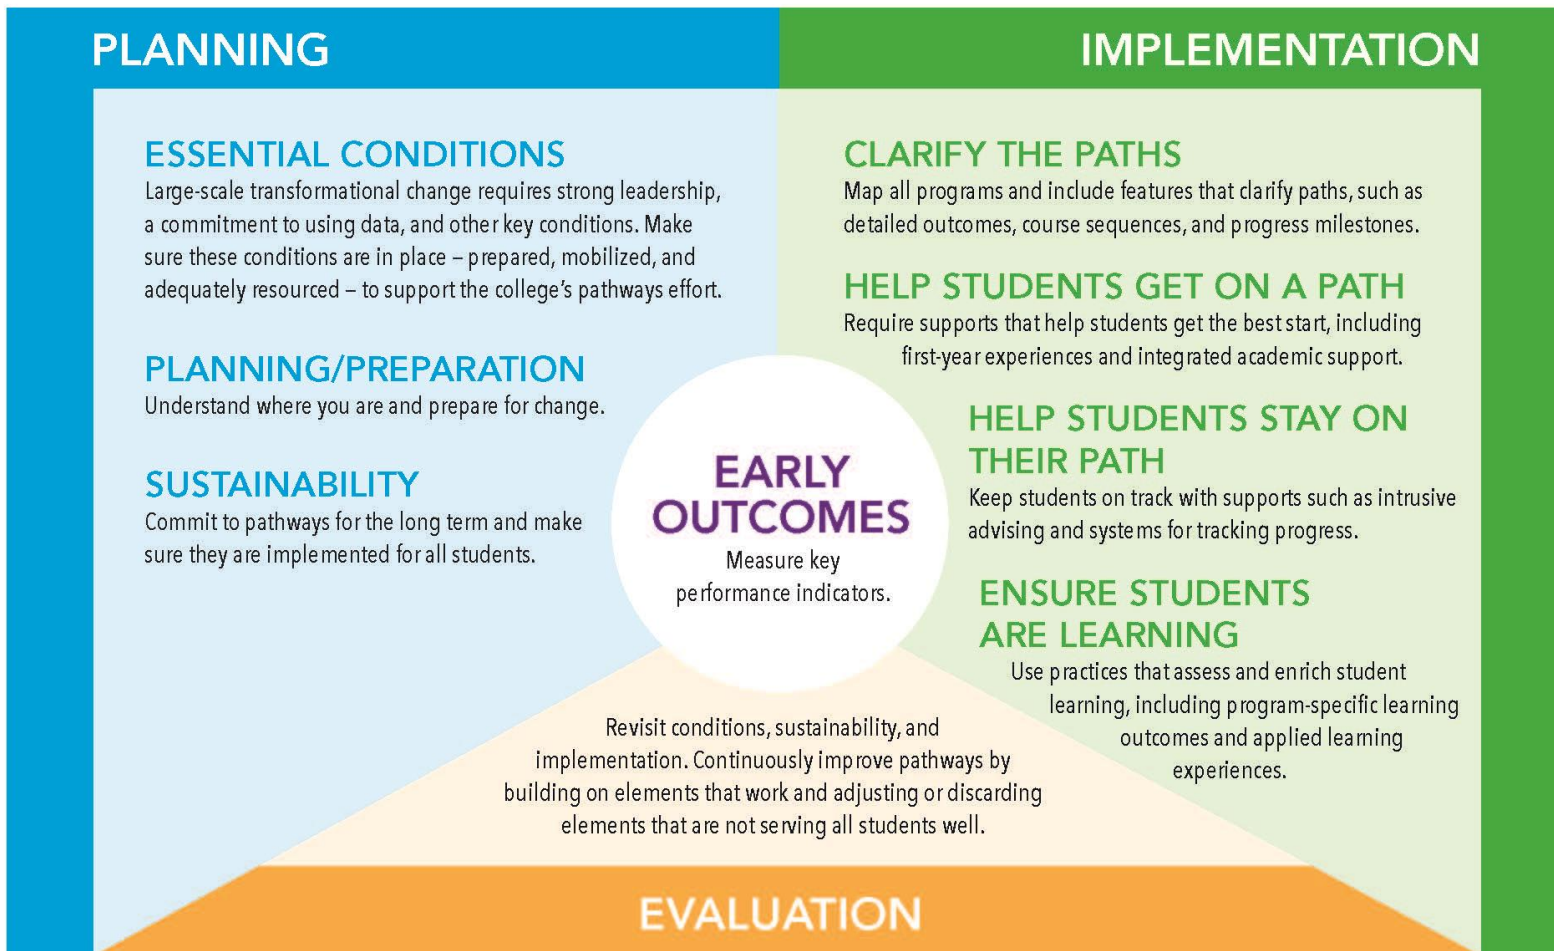 PLANNING
ESSENTIAL CONDITIONS
Large-scale transformational change requires strong leadership,
a commitment to using data, and other key conditions. Make
sure these conditions are in place – prepared, mobilized, and
adequately resourced – to support the college’s pathways effort.
PLANNING/PREPARATION
Understand where you are and prepare for change.
SUSTAINABILITY
Commit to pathways for the long term and make
sure they are implemented for all students.
IMPLEMENTATION
CLARIFY THE PATHS
Map all programs and include features that clarify paths, such as
detailed outcomes, course sequences, and progress milestones.
HELP STUDENTS GET ON A PATH
Require supports that help students get the best start, including
first-year experiences and integrated academic support.
HELP STUDENTS STAY ON
THEIR PATH
Keep students on track with supports such as intrusive
advising and systems for tracking progress.
ENSURE STUDENTS
ARE LEARNING
Use practices that assess and enrich student
learning, including program-specific learning
outcomes and applied learning
experiences.
EARLY
OUTCOMES
Measure key
performance indicators.
Revisit conditions, sustainability, and
implementation. Continuously improve pathways by
building on elements that work and adjusting or discarding
elements that are not serving all students well.
EVALUATION